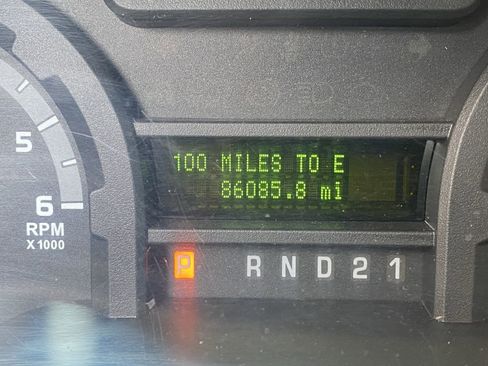 5
6
RPM
X1000
100 MILES TO E
86085.8 mi
P R N D 2 1